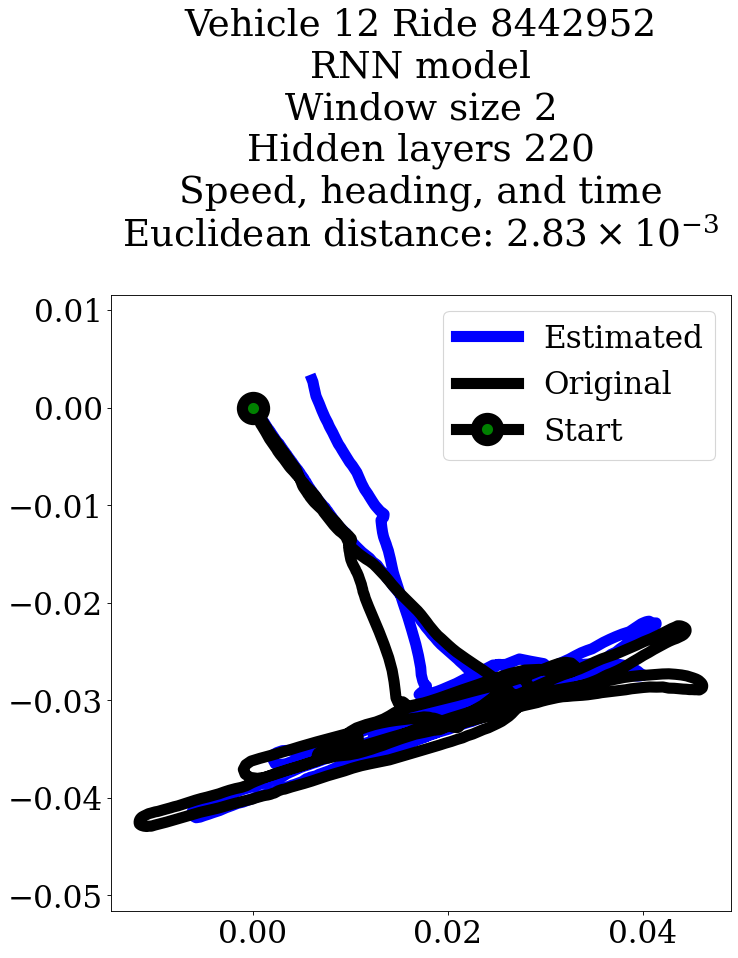 Vehicle 12 Ride 8442952
RNN model
Window size 2
Hidden layers 220
Speed, heading, and time
Euclidean distance: 2.83 × 10⁻³
Estimated
Original
Start
0.01
0.00
−0.01
−0.02
−0.03
−0.04
−0.05
0.00 0.02 0.04